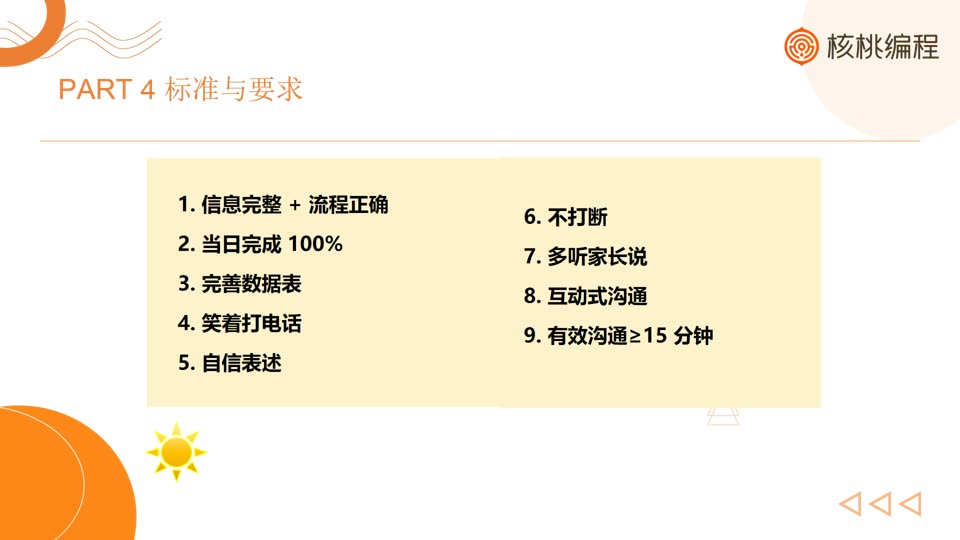 核桃编程
PART 4 标准与要求
1. 信息完整 + 流程正确
2. 当日完成 100%
3. 完善数据表
4. 笑着打电话
5. 自信表述
6. 不打断
7. 多听家长说
8. 互动式沟通
9. 有效沟通≥15 分钟